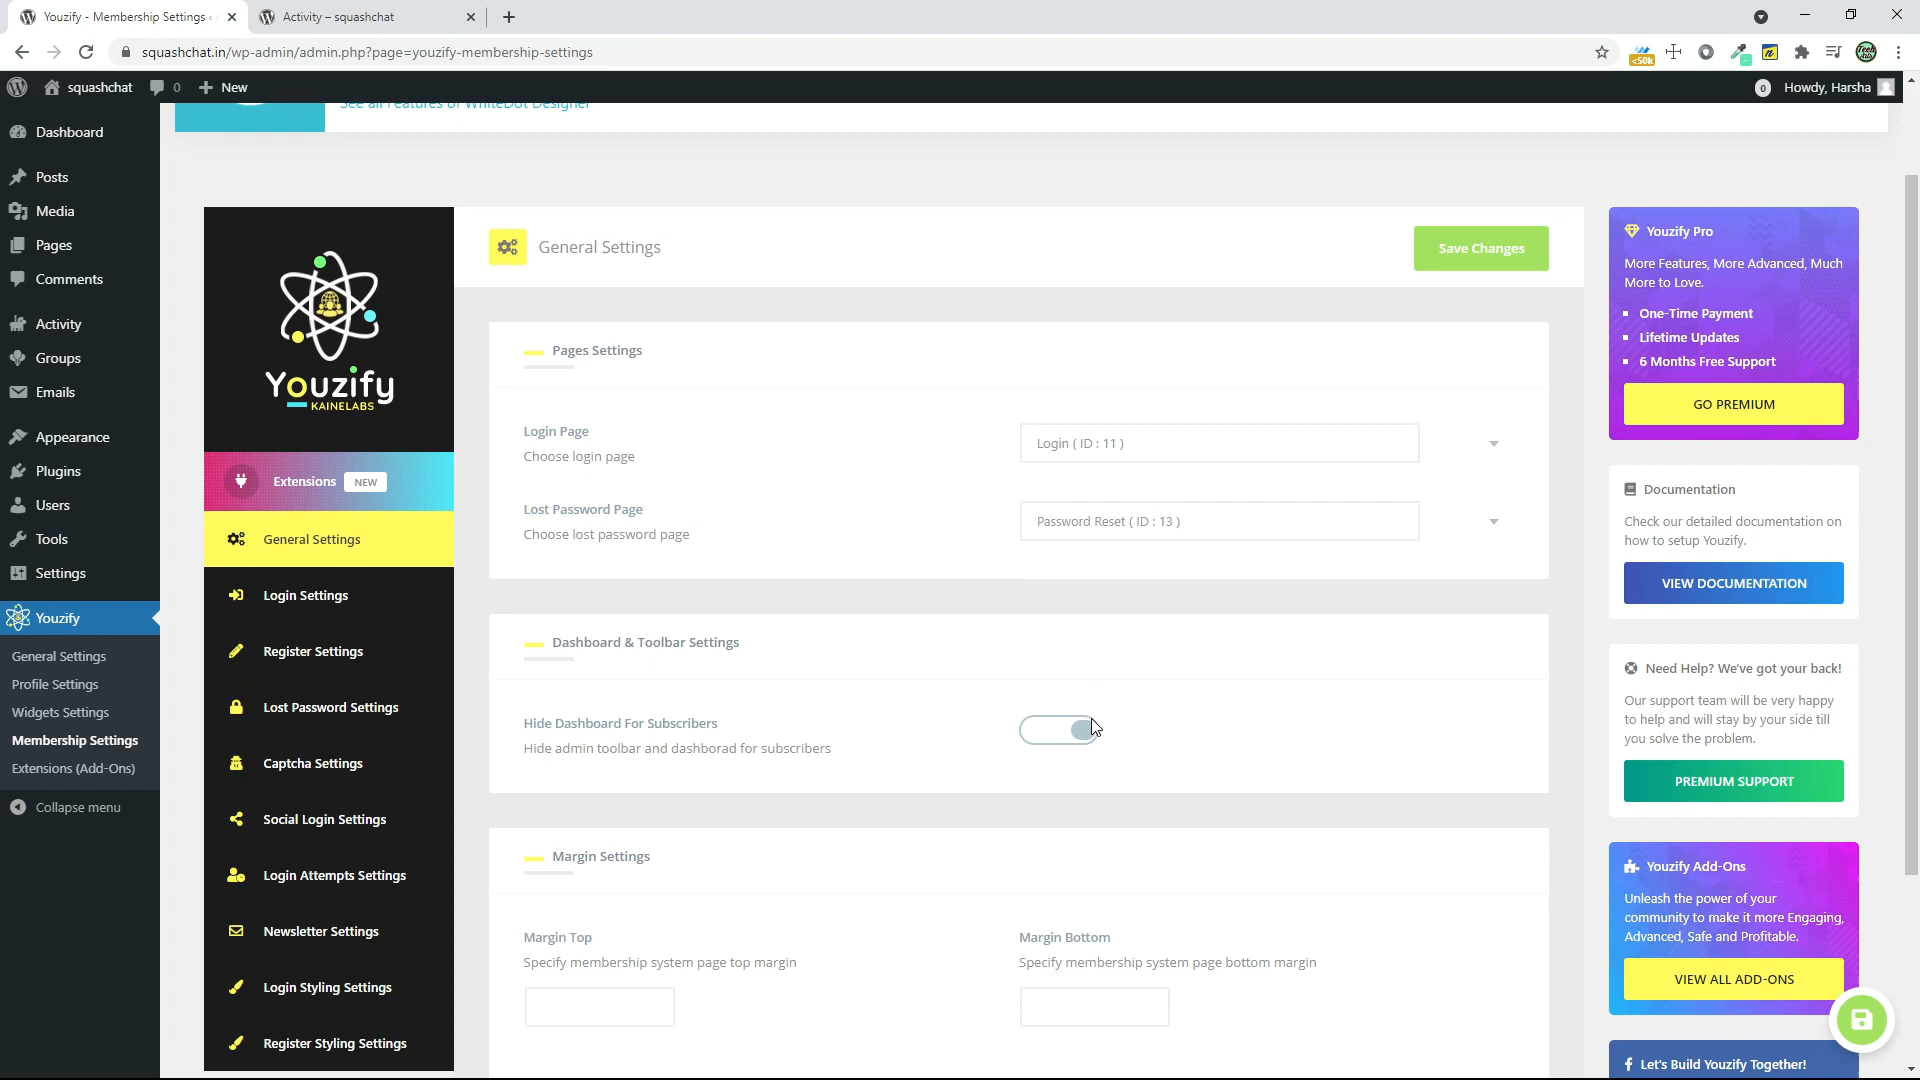 Youzify - Membership Settings ‹
Activity – squashchat
squashchat.in/wp-admin/admin.php?page=youzify-membership-settings
<50k
squashchat
0
New
0
Howdy, Harsha
See all Features of WhiteDot Designer
Dashboard
Posts
Media
Pages
Comments
Activity
Groups
Emails
Appearance
Plugins
Users
Tools
Settings
Youzify
General Settings
Profile Settings
Widgets Settings
Membership Settings
Extensions (Add-Ons)
Collapse menu
Youzify
KAINELABS
Extensions NEW
General Settings
Login Settings
Register Settings
Lost Password Settings
Captcha Settings
Social Login Settings
Login Attempts Settings
Newsletter Settings
Login Styling Settings
Register Styling Settings
General Settings
Save Changes
Pages Settings
Login Page
Choose login page
Login ( ID : 11 )
Lost Password Page
Choose lost password page
Password Reset ( ID : 13 )
Dashboard & Toolbar Settings
Hide Dashboard For Subscribers
Hide admin toolbar and dashborad for subscribers
Margin Settings
Margin Top
Specify membership system page top margin
Margin Bottom
Specify membership system page bottom margin
Youzify Pro
More Features, More Advanced, Much
More to Love.
One-Time Payment
Lifetime Updates
6 Months Free Support
GO PREMIUM
Documentation
Check our detailed documentation on
how to setup Youzify.
VIEW DOCUMENTATION
Need Help? We've got your back!
Our support team will be very happy
to help and will stay by your side till
you solve the problem.
PREMIUM SUPPORT
Youzify Add-Ons
Unleash the power of your
community to make it more Engaging,
Advanced, Safe and Profitable.
VIEW ALL ADD-ONS
Let's Build Youzify Together!